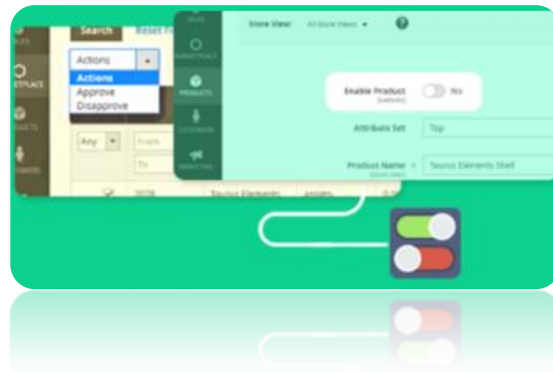 Search
Actions
Actions
Approve
Disapprove
Any
From
To
Taurus Elements
Store View: All Store Views
PRODUCTS
CUSTOMERS
MARKETING
Enable Product
[website]
No
Attribute Set
Top
Product Name
Taurus Elements Shell